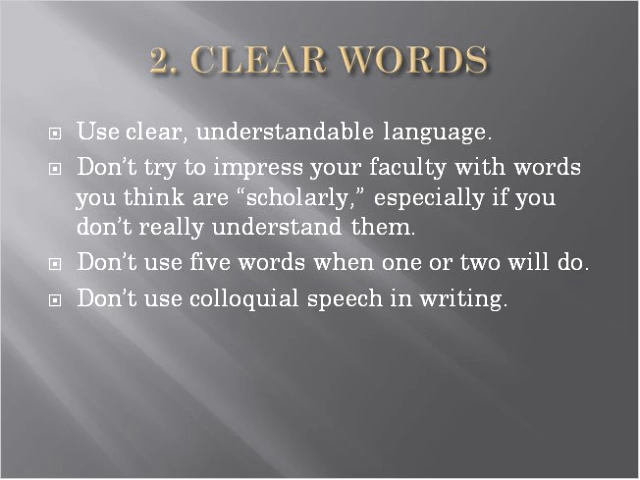 2. CLEAR WORDS
Use clear, understandable language.
Don’t try to impress your faculty with words
you think are “scholarly,” especially if you
don’t really understand them.
Don’t use five words when one or two will do.
Don’t use colloquial speech in writing.